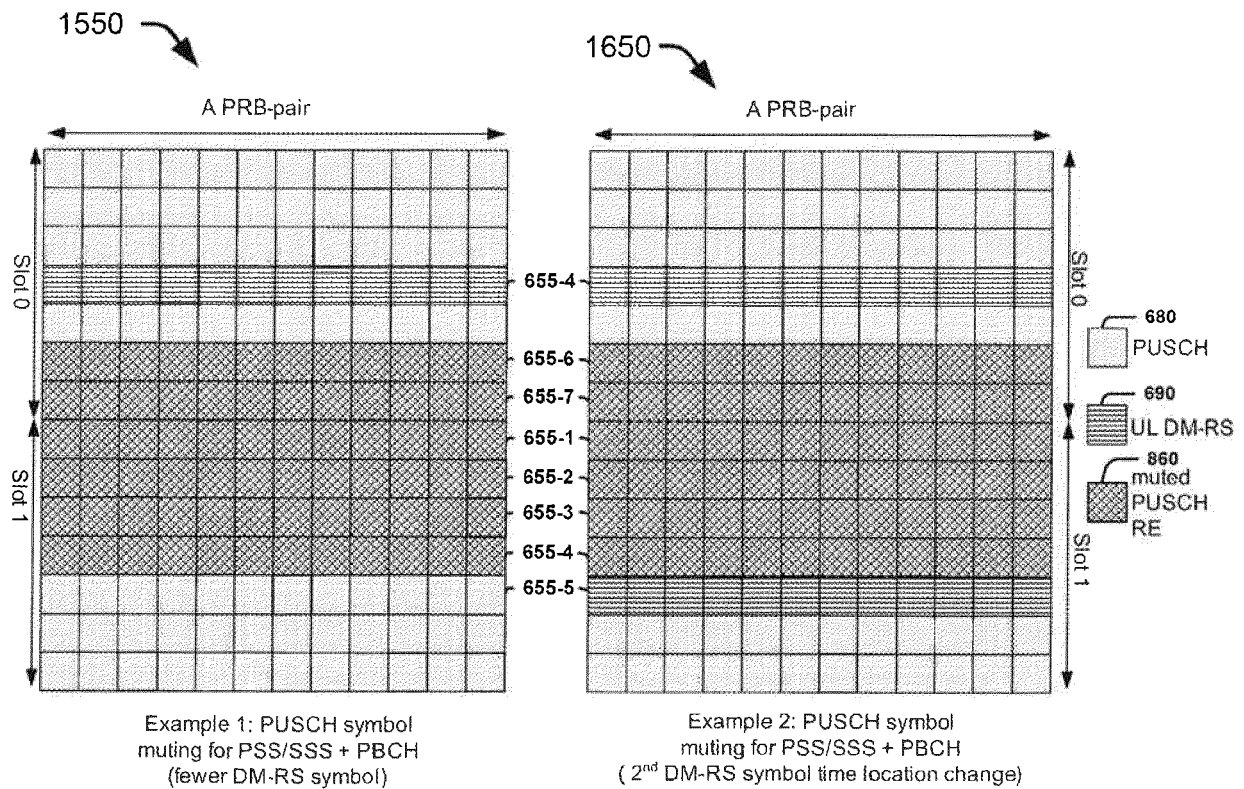 1550
1650
A PRB-pair
A PRB-pair
Slot 0
Slot 1
655-4
655-6
655-7
655-1
655-2
655-3
655-4
655-5
Slot 0
Slot 1
680
PUSCH
690
UL DM-RS
860
muted
PUSCH
RE
Example 1: PUSCH symbol
muting for PSS/SSS + PBCH
(fewer DM-RS symbol)
Example 2: PUSCH symbol
muting for PSS/SSS + PBCH
( 2nd DM-RS symbol time location change)